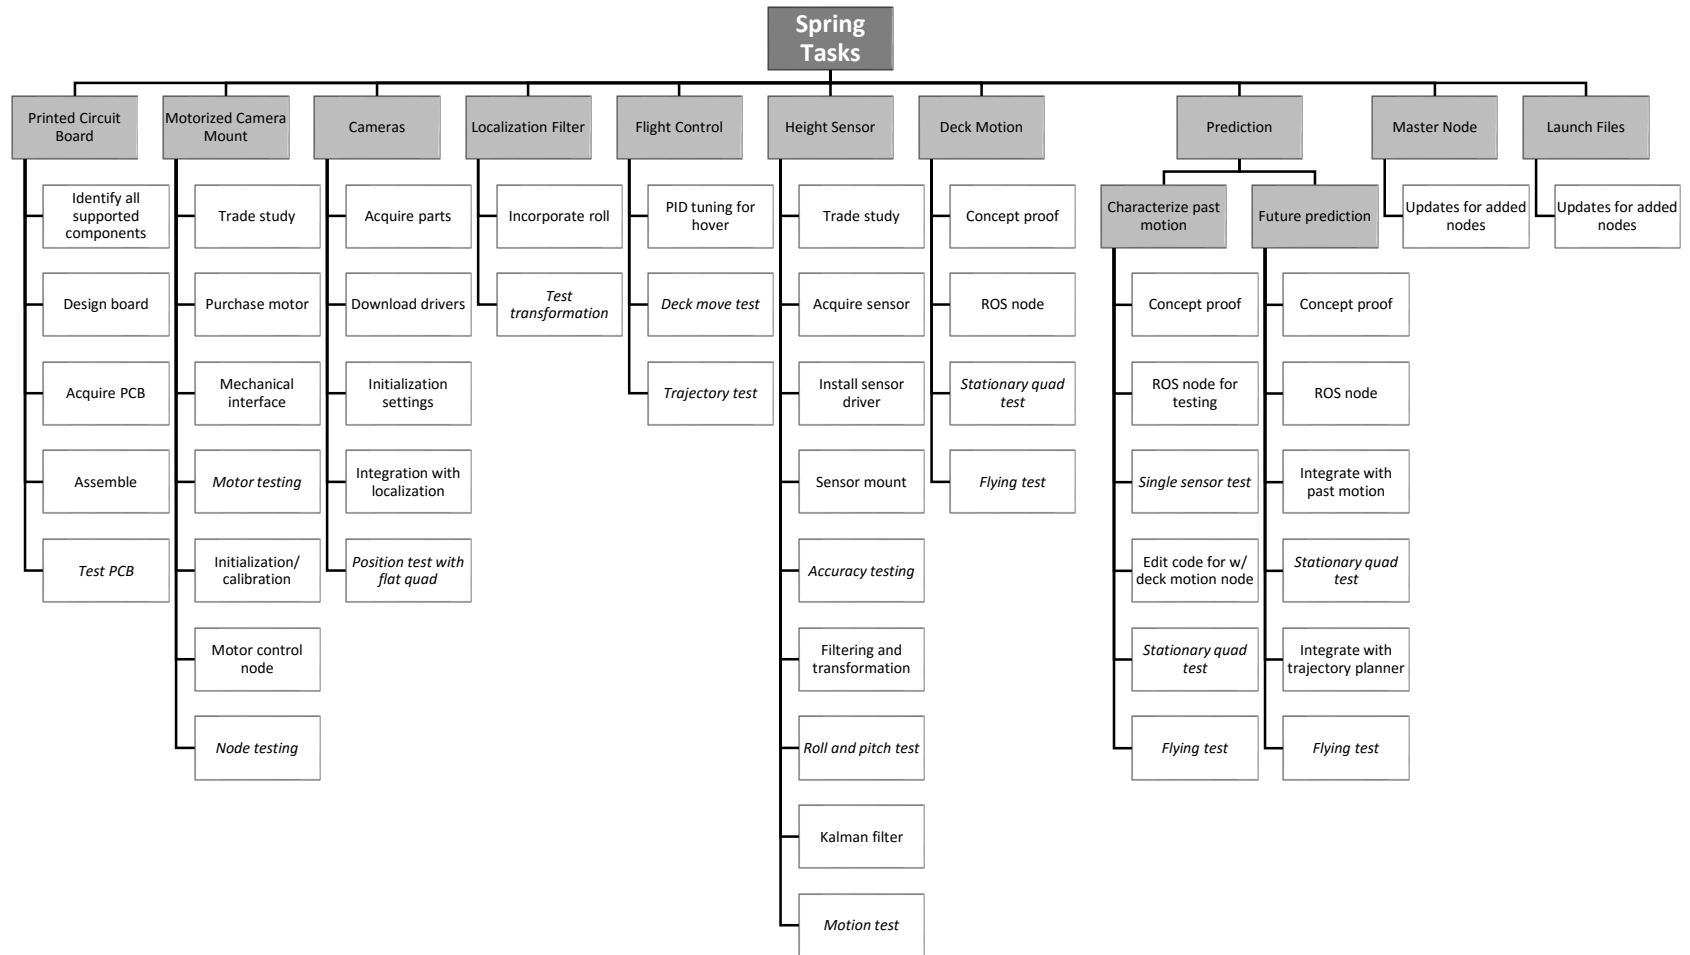 Spring
Tasks
Printed Circuit
Board
Motorized Camera
Mount
Cameras
Localization Filter
Flight Control
Height Sensor
Deck Motion
Prediction
Master Node
Launch Files
Identify all
supported
components
Design board
Acquire PCB
Assemble
Test PCB
Trade study
Purchase motor
Mechanical
interface
Motor testing
Initialization/
calibration
Motor control
node
Node testing
Acquire parts
Download drivers
Initialization
settings
Integration with
localization
Position test with
flat quad
Incorporate roll
Test
transformation
PID tuning for
hover
Deck move test
Trajectory test
Trade study
Acquire sensor
Install sensor
driver
Sensor mount
Accuracy testing
Filtering and
transformation
Roll and pitch test
Kalman filter
Motion test
Concept proof
ROS node
Stationary quad
test
Flying test
Characterize past
motion
Concept proof
ROS node for
testing
Single sensor test
Edit code for w/
deck motion node
Stationary quad
test
Flying test
Future prediction
Concept proof
ROS node
Integrate with
past motion
Stationary quad
test
Integrate with
trajectory planner
Flying test
Updates for added
nodes
Updates for added
nodes